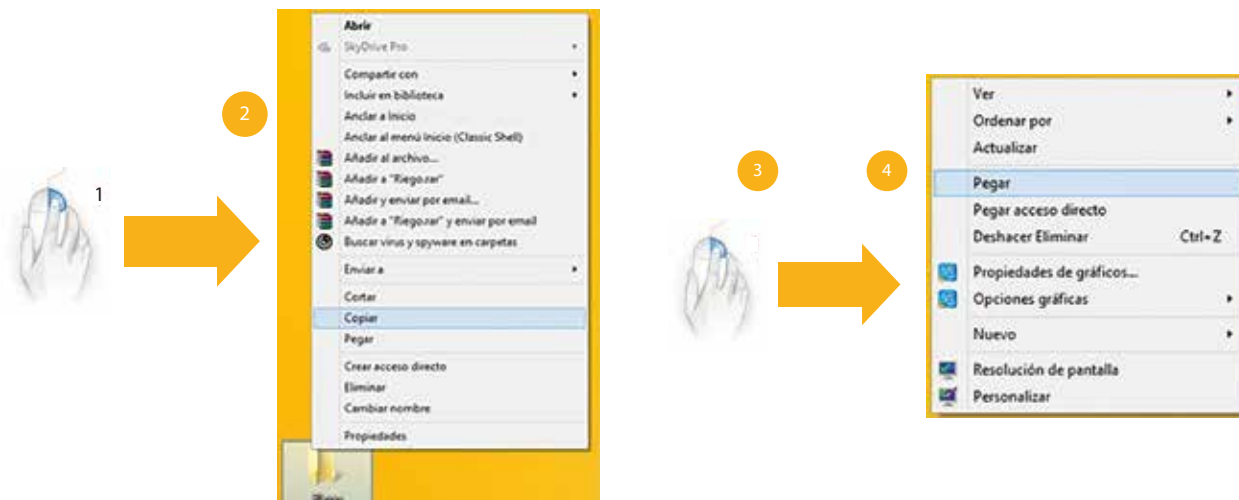 1
2
Abrir
SkyDrive Pro
Compartir con
Incluir en biblioteca
Anclar a Inicio
Anclar al menú Inicio (Classic Shell)
Añadir al archivo...
Añadir a "Riego.rar"
Añadir y enviar por email...
Añadir a "Riego.rar" y enviar por email
Buscar virus y spyware en carpetas
Enviar a
Cortar
Copiar
Pegar
Crear acceso directo
Eliminar
Cambiar nombre
Propiedades
3
4
Ver
Ordenar por
Actualizar
Pegar
Pegar acceso directo
Deshacer Eliminar Ctrl+Z
Propiedades de gráficos...
Opciones gráficas
Nuevo
Resolución de pantalla
Personalizar